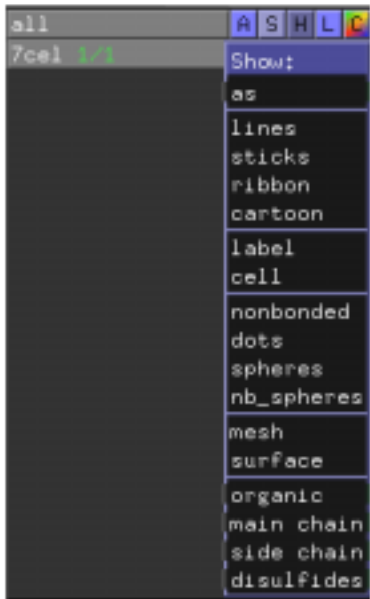 all A S H L C
7cel 1/1
Show:
as
lines
sticks
ribbon
cartoon
label
cell
nonbonded
dots
spheres
nb_spheres
mesh
surface
organic
main chain
side chain
disulfides